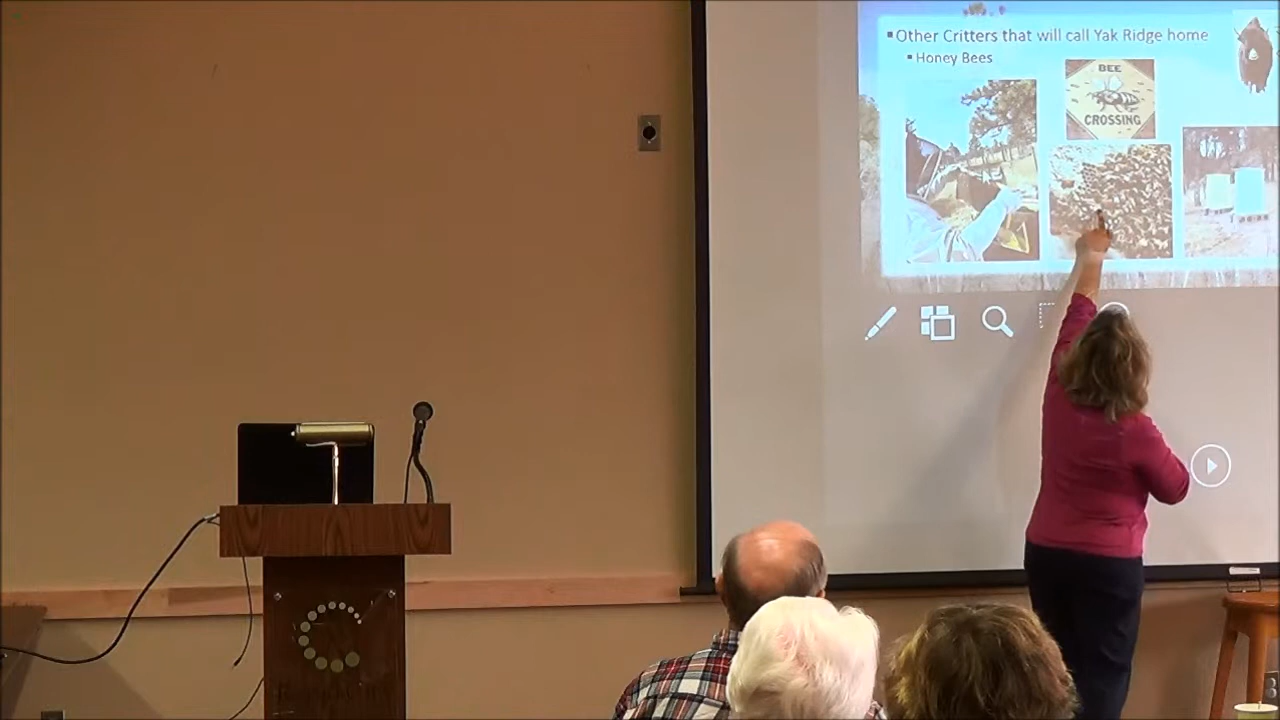 ▪Other Critters that will call Yak Ridge home
▪Honey Bees
BEE
CROSSING